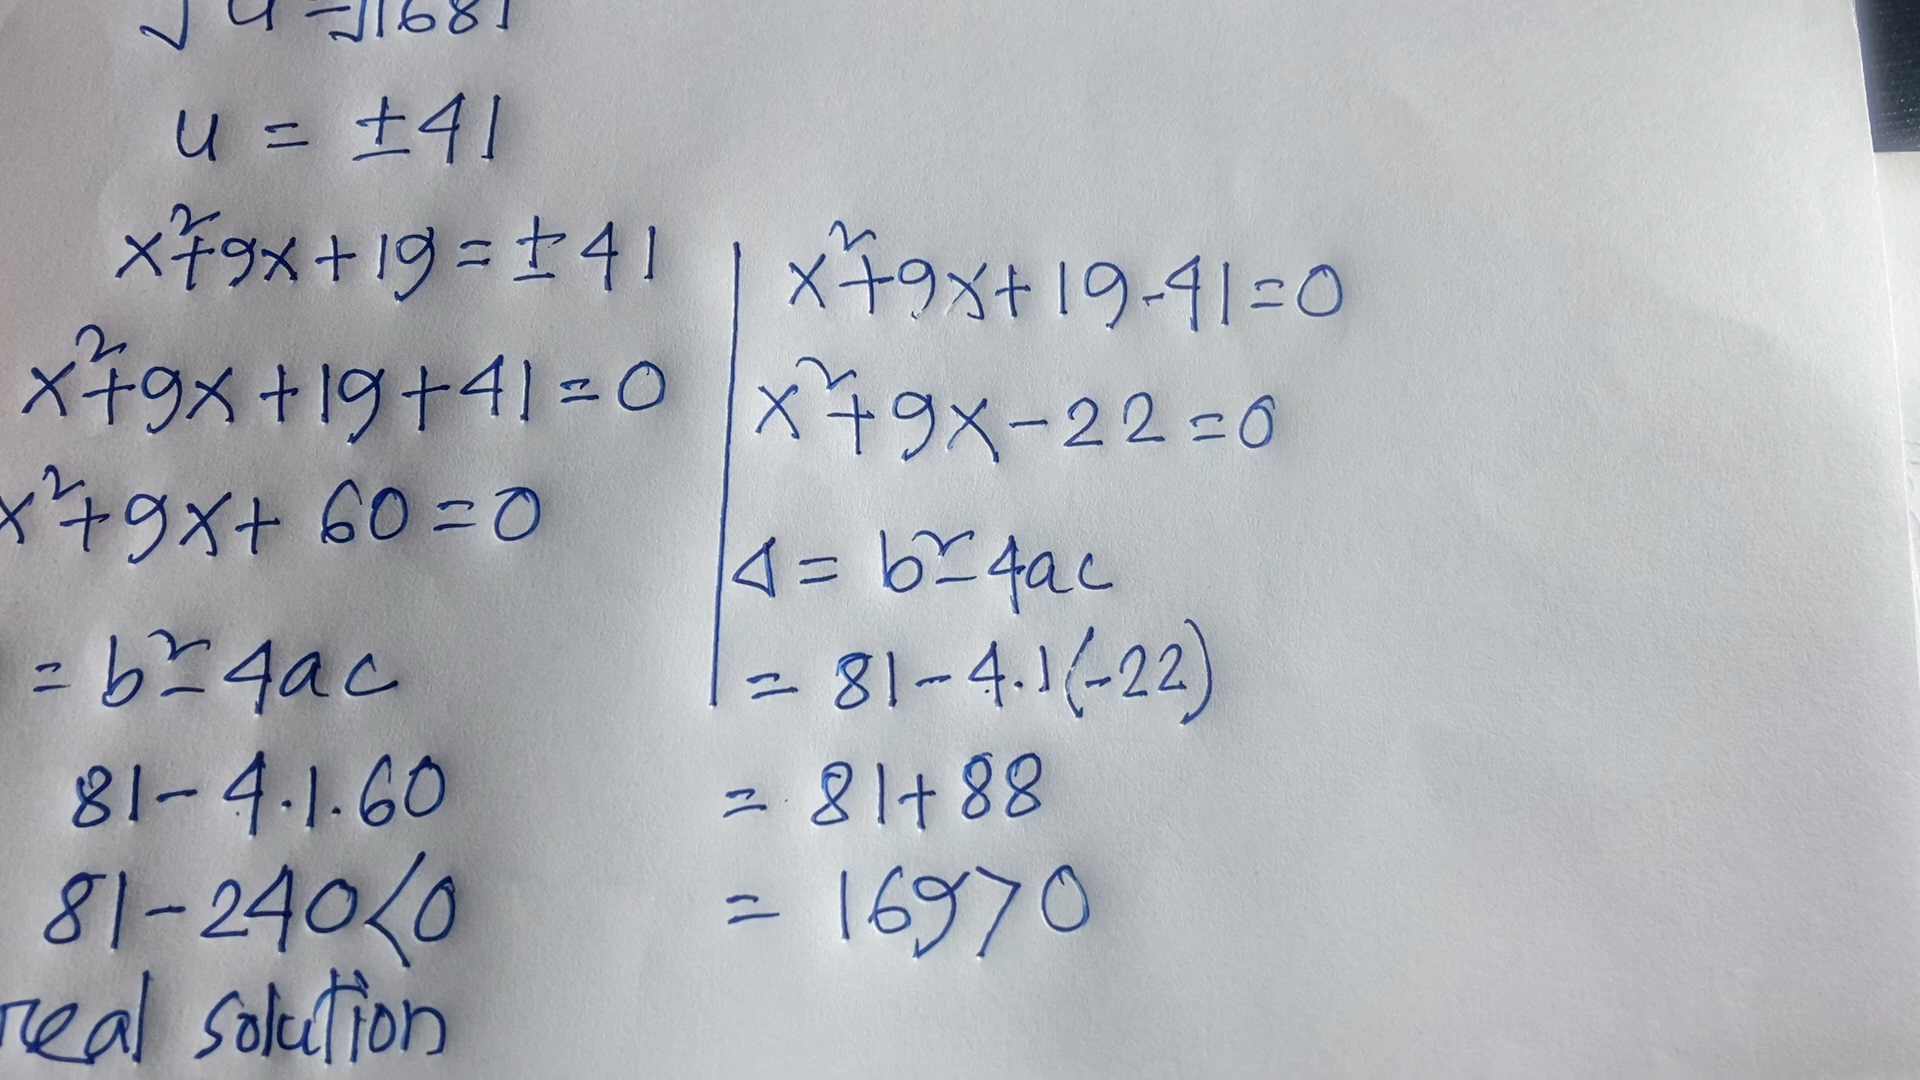 √u = √1681
u = ±41
x²+9x+19 = ±41
x²+9x+19+41=0
x²+9x+60=0
= b²-4ac
81-4.1.60
81-240<0
real solution
x²+9x+19-41=0
x²+9x-22=0
Δ = b²-4ac
= 81-4.1(-22)
= 81+88
= 169>0